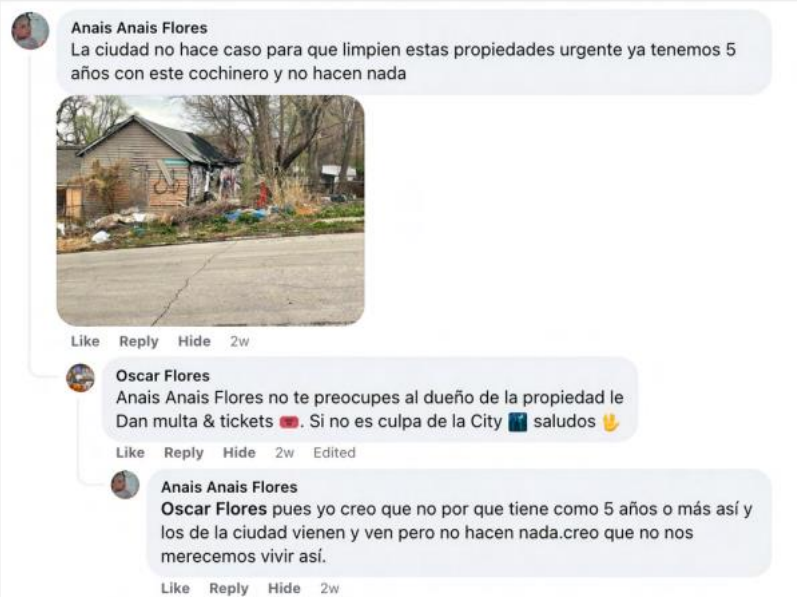 Anais Anais Flores
La ciudad no hace caso para que limpien estas propiedades urgente ya tenemos 5
años con este cochinero y no hacen nada
Like Reply Hide 2w
Oscar Flores
Anais Anais Flores no te preocupes al dueño de la propiedad le
Dan multa & tickets 🎟️. Si no es culpa de la City 🌃 saludos 🖖
Like Reply Hide 2w Edited
Anais Anais Flores
Oscar Flores pues yo creo que no por que tiene como 5 años o más así y
los de la ciudad vienen y ven pero no hacen nada.creo que no nos
merecemos vivir así.
Like Reply Hide 2w